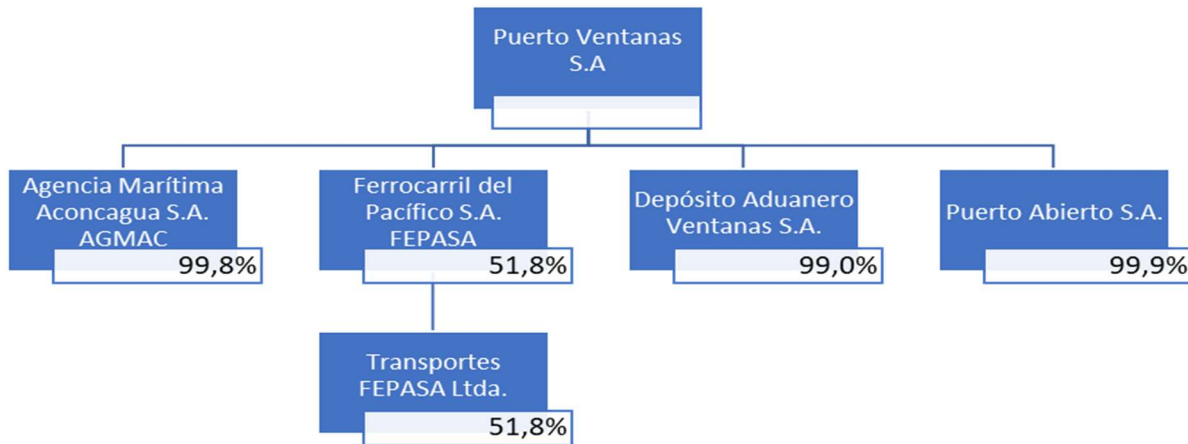 Puerto Ventanas
S.A
Agencia Marítima
Aconcagua S.A.
AGMAC
99,8%
Ferrocarril del
Pacífico S.A.
FEPASA
51,8%
Depósito Aduanero
Ventanas S.A.
99,0%
Puerto Abierto S.A.
99,9%
Transportes
FEPASA Ltda.
51,8%